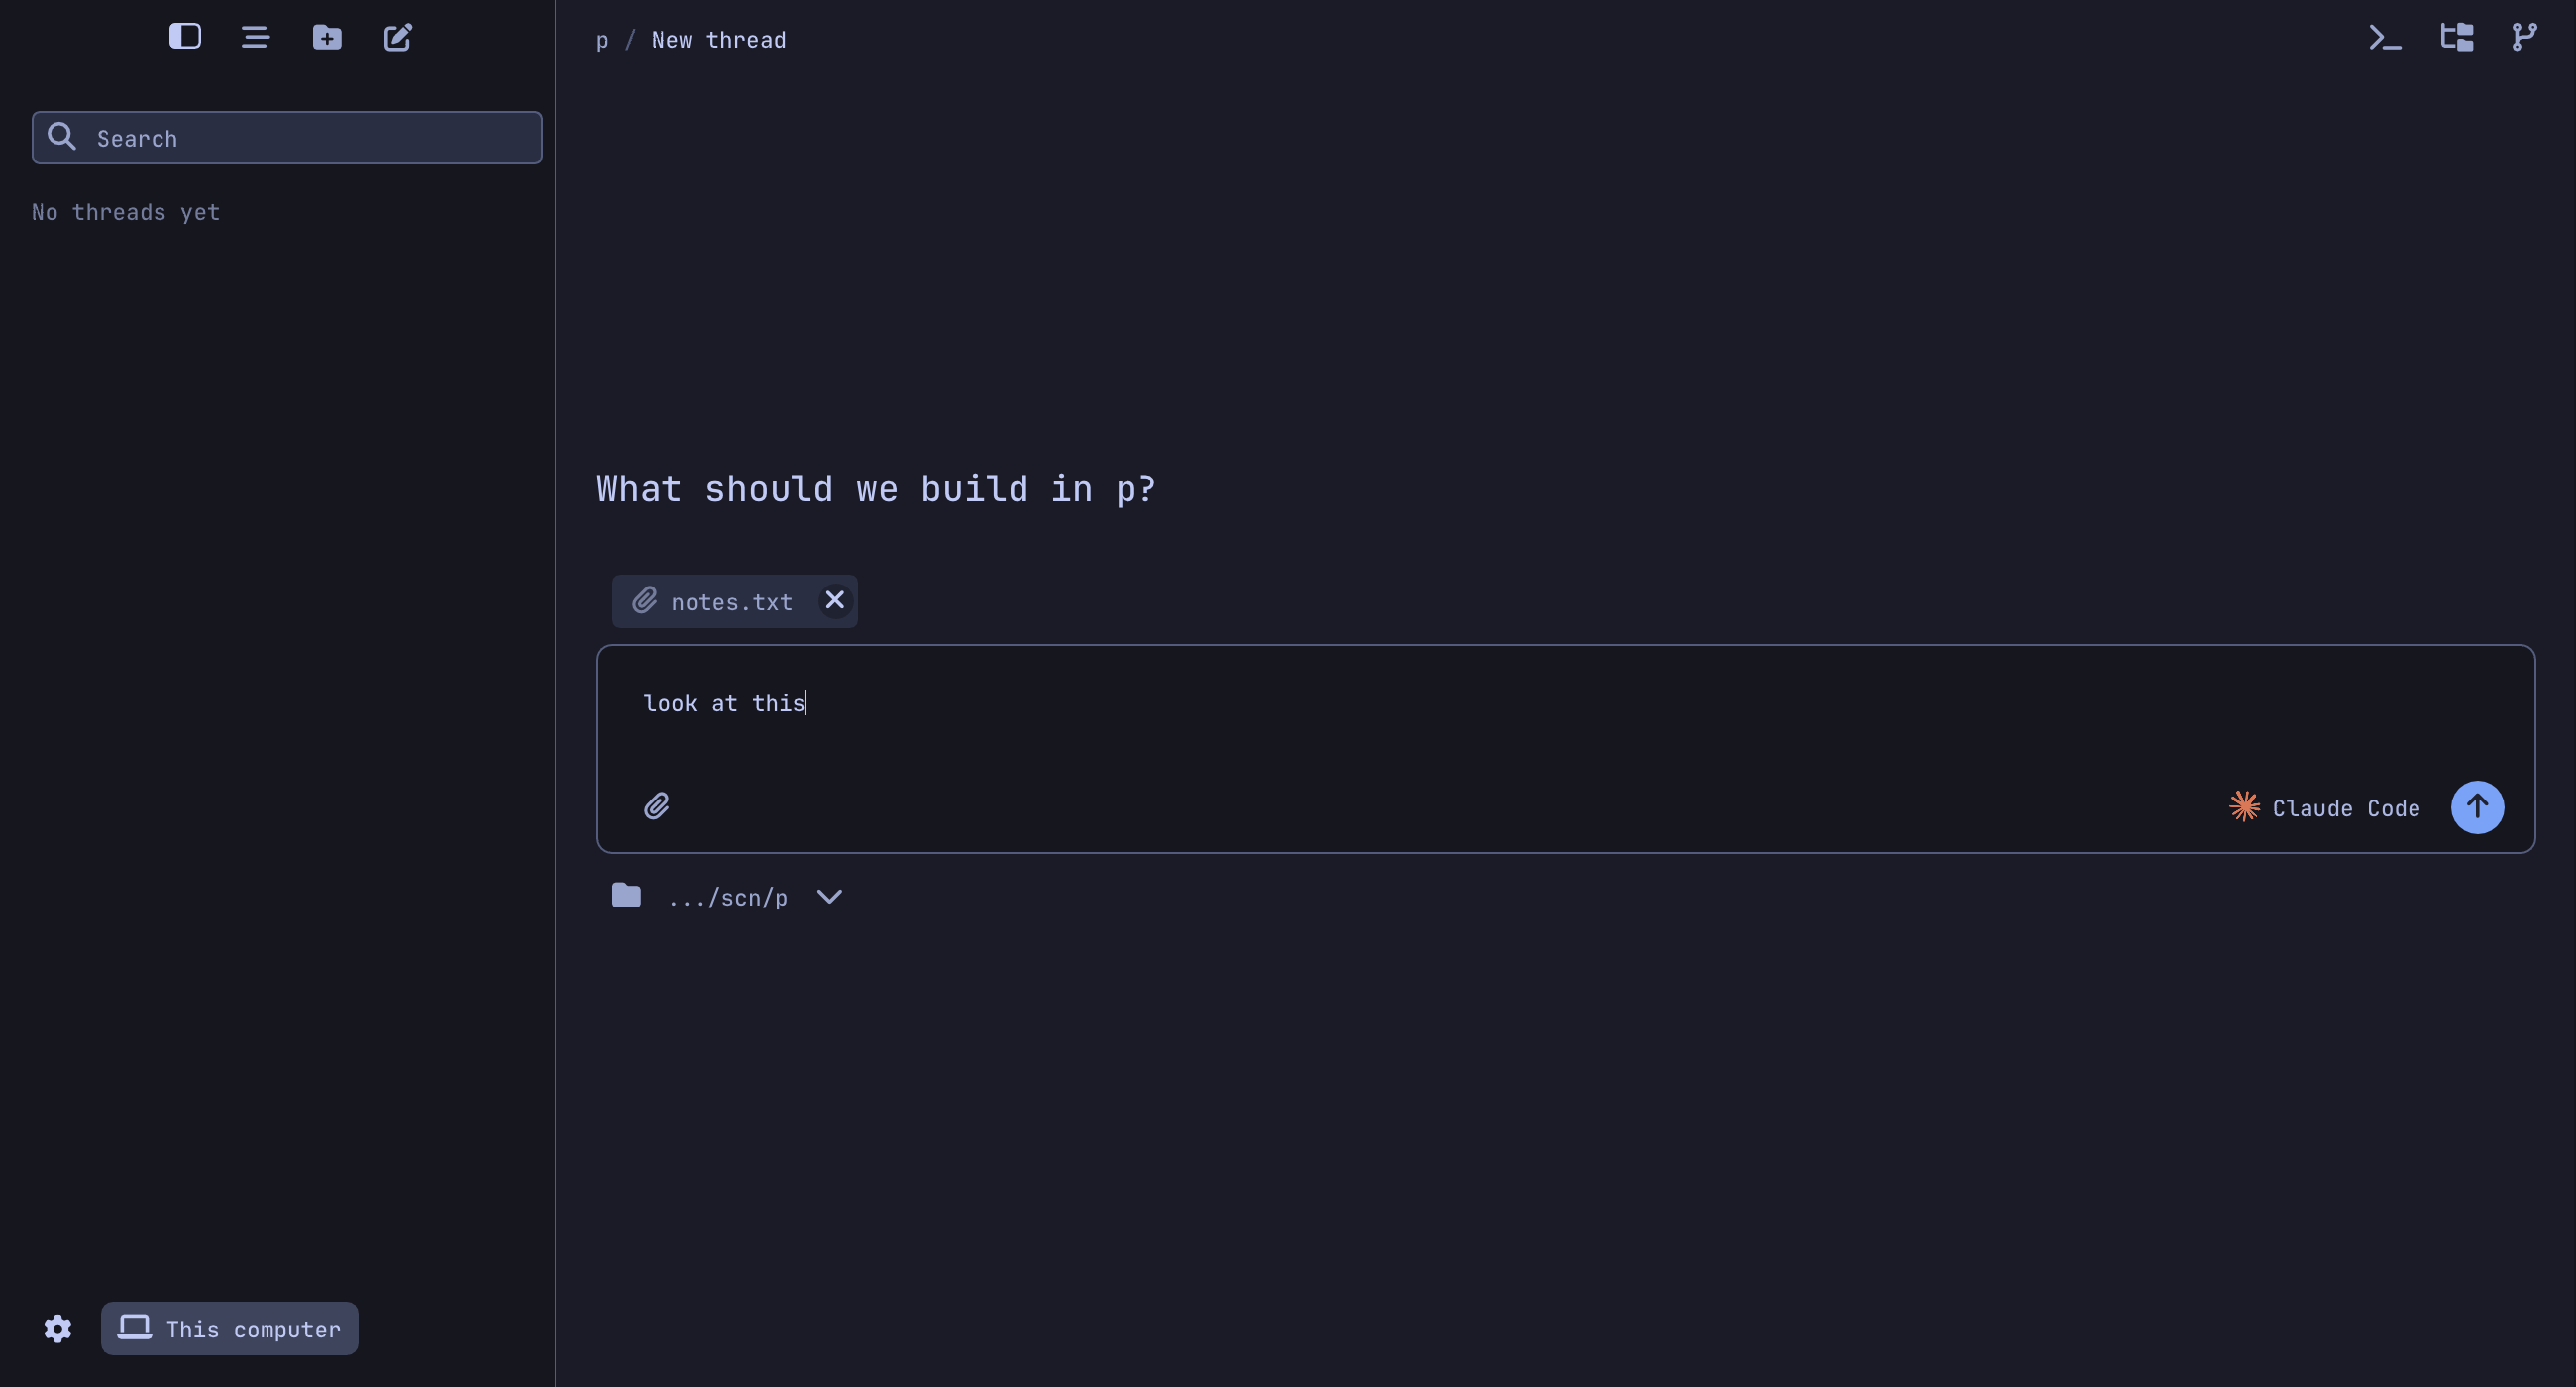 p / New thread
Search
No threads yet
What should we build in p?
notes.txt
look at this
Claude Code
.../scn/p
This computer